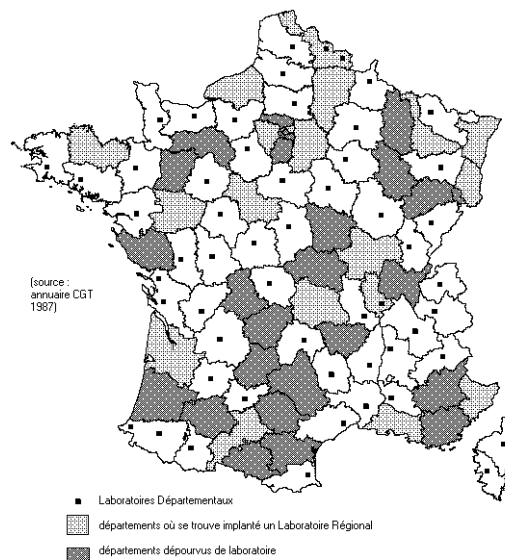 (source :
annuaire CGT
1987)
Laboratoires Départementaux
départements où se trouve implanté un Laboratoire Régional
départements dépourvus de laboratoire